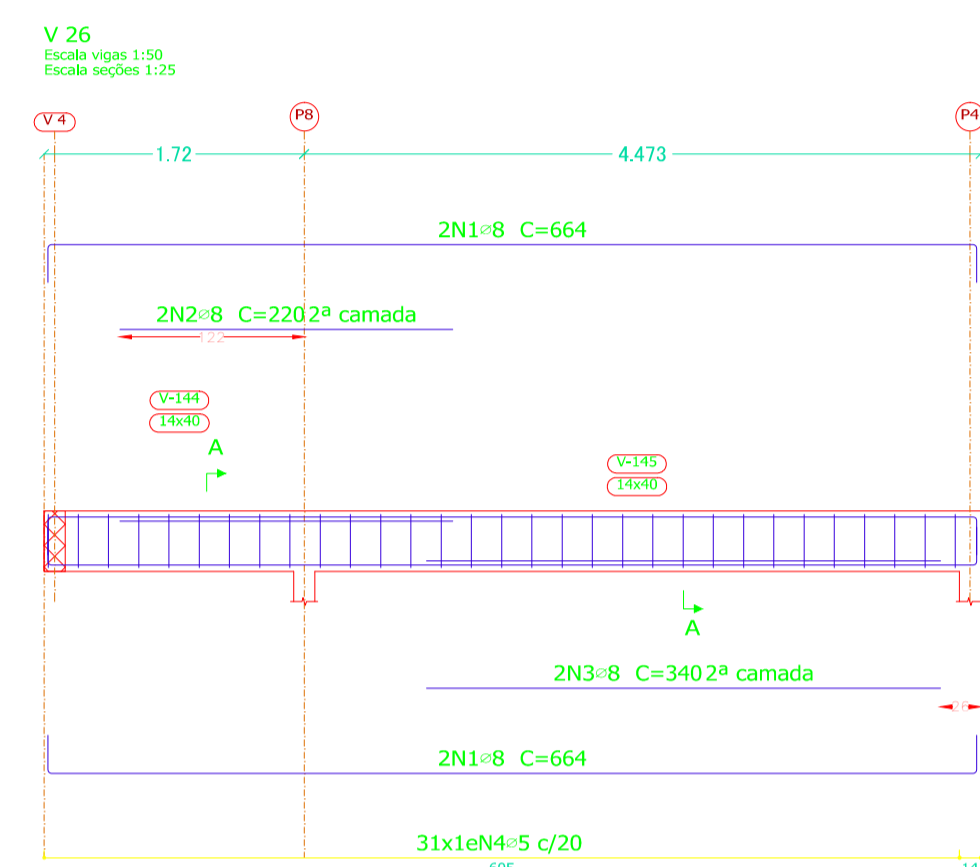 V 26
Escala vigas 1:50
Escala seções 1:25
V 4
P8
P4
1.72
4.473
2N1⌀8 C=664
2N2⌀8 C=220 2ª camada
122
V-144
14x40
A
V-145
14x40
A
2N3⌀8 C=340 2ª camada
26
2N1⌀8 C=664
31x1eN4⌀5 c/20